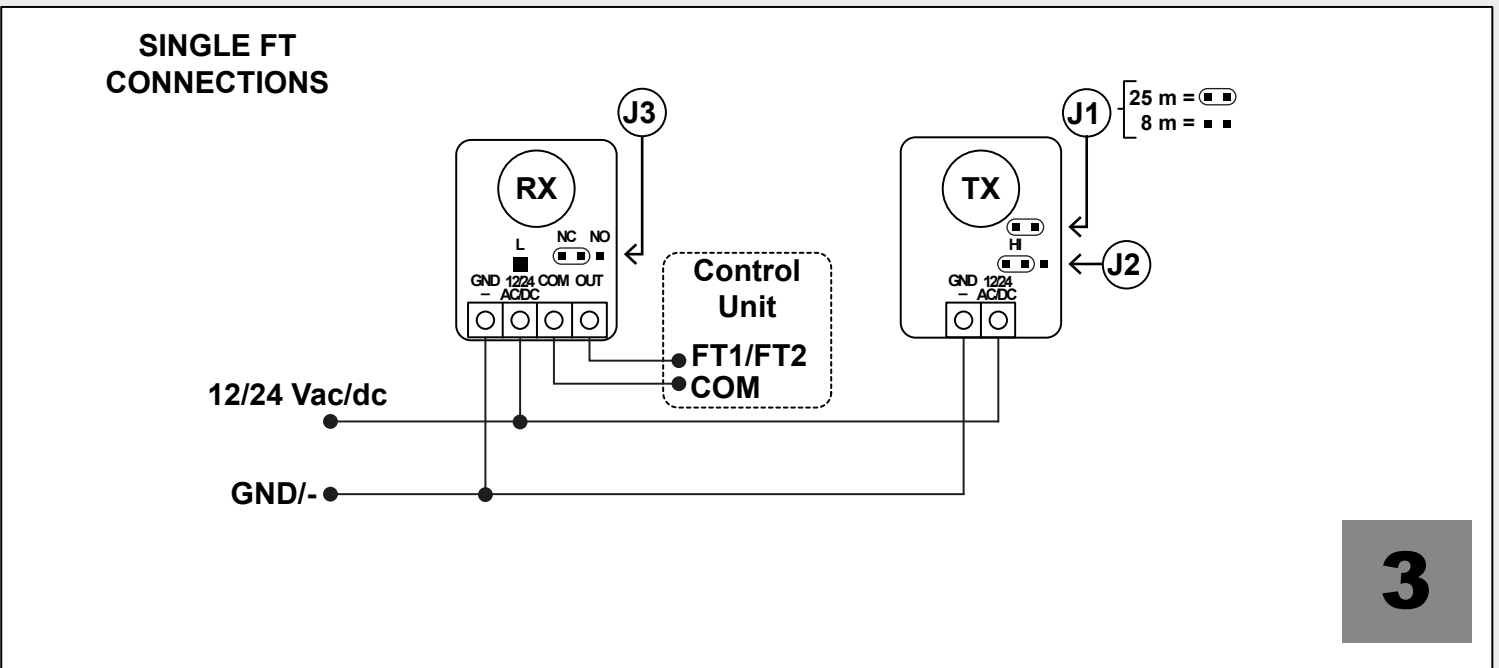 SINGLE FT
CONNECTIONS
J3
J1
25 m =
8 m =
RX
TX
L
NC NO
HI
J2
GND 12/24 COM OUT
– AC/DC
GND 12/24
– AC/DC
Control
Unit
FT1/FT2
COM
12/24 Vac/dc
GND/-
3